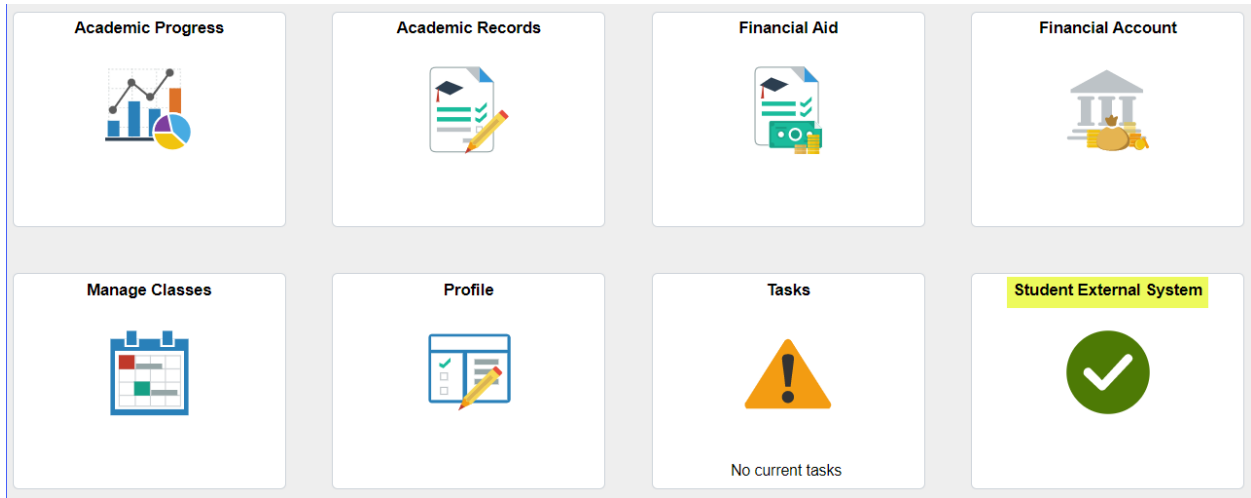 Academic Progress
Academic Records
Financial Aid
Financial Account
Manage Classes
Profile
Tasks
No current tasks
Student External System